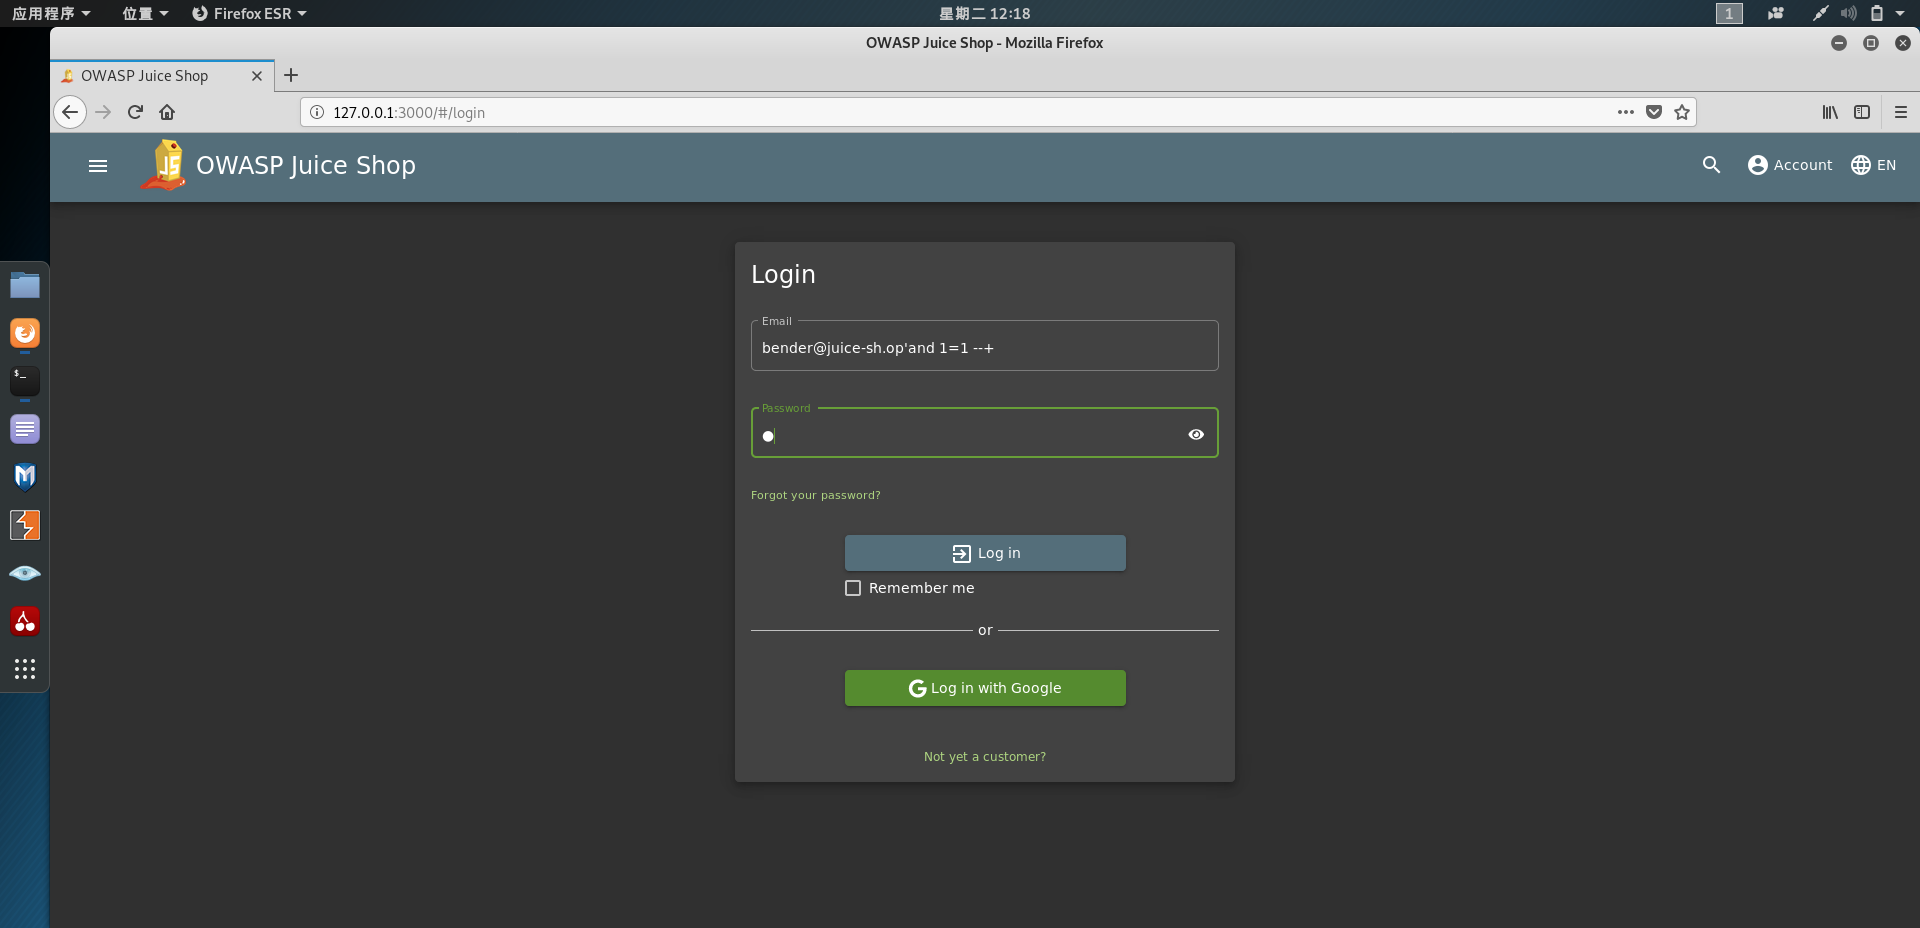 应用程序 位置 Firefox ESR 星期二 12:18 1
OWASP Juice Shop - Mozilla Firefox
OWASP Juice Shop
127.0.0.1:3000/#/login
JS OWASP Juice Shop Account EN
$_
Login
Email
bender@juice-sh.op'and 1=1 --+
Password
Forgot your password?
Log in
Remember me
or
G Log in with Google
Not yet a customer?